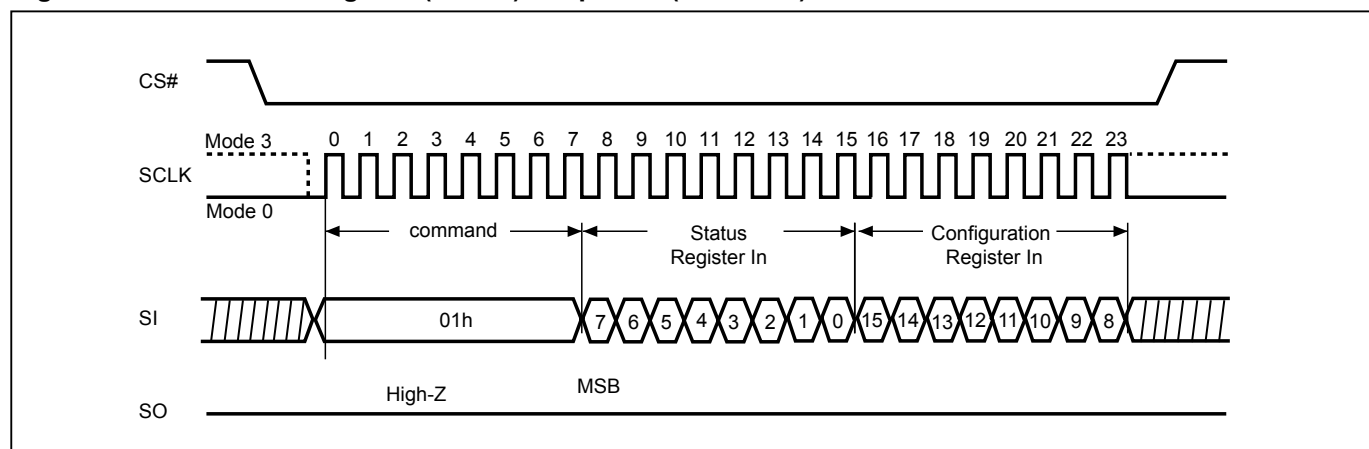 CS#
Mode 3
0 1 2 3 4 5 6 7 8 9 10 11 12 13 14 15 16 17 18 19 20 21 22 23
SCLK
Mode 0
command
Status
Register In
Configuration
Register In
SI
01h
7 6 5 4 3 2 1 0 15 14 13 12 11 10 9 8
High-Z
MSB
SO